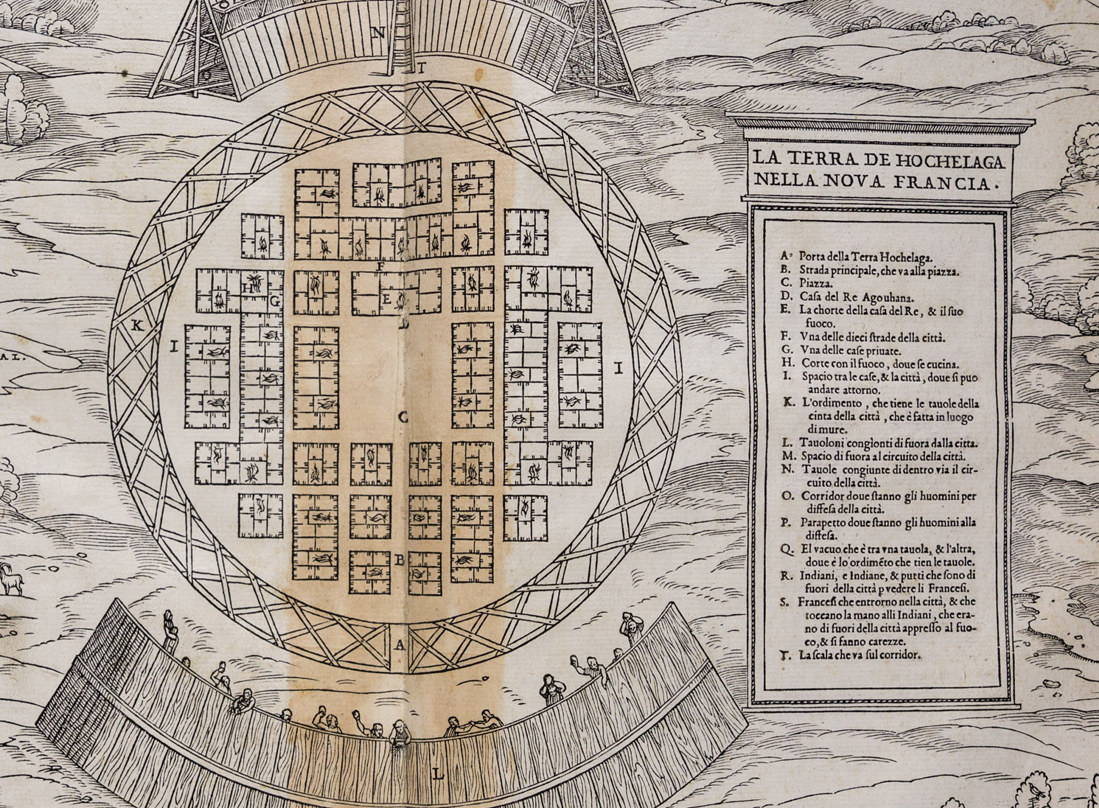 N
T
LA TERRA DE HOCHELAGA
NELLA NOVA FRANCIA.
A. Porta della Terra Hochelaga.
B. Strada principale, che va alla piazza.
C. Piazza.
D. Casa del Re Agouhana.
E. La chorte della casa del Re, & il suo
fuoco.
F. Vna delle dieci strade della città.
G. Vna delle case priuate.
H. Corte con il fuoco, doue se cucina.
I. Spacio tra le case, & la città, doue si puo
andare attorno.
K. L'ordimento, che tiene le tauole della
cinta della città, che è fatta in luogo
di mure.
L. Tauoloni congionti di fuora dalla citta.
M. Spacio di fuora al circuito della città.
N. Tauole congiunte di dentro via il cir-
cuito della città.
O. Corridor doue stanno gli huomini per
diffesa della città.
P. Parapetto doue stanno gli huomini alla
diffesa.
Q. El vacuo che è tra vna tauola, & l'altra,
doue è lo ordimẽto che tien le tauole.
R. Indiani, e Indiane, & putti che sono di
fuori della città p vedere li Francesi.
S. Francesi che entrorno nella città, & che
toccano la mano alli Indiani, che era-
no di fuori della città appresso al fuo-
co, & si fanno carezze.
T. La scala che va sul corridor.
F
H
G
E
D
K
I
I
AL.
C
B
A
L